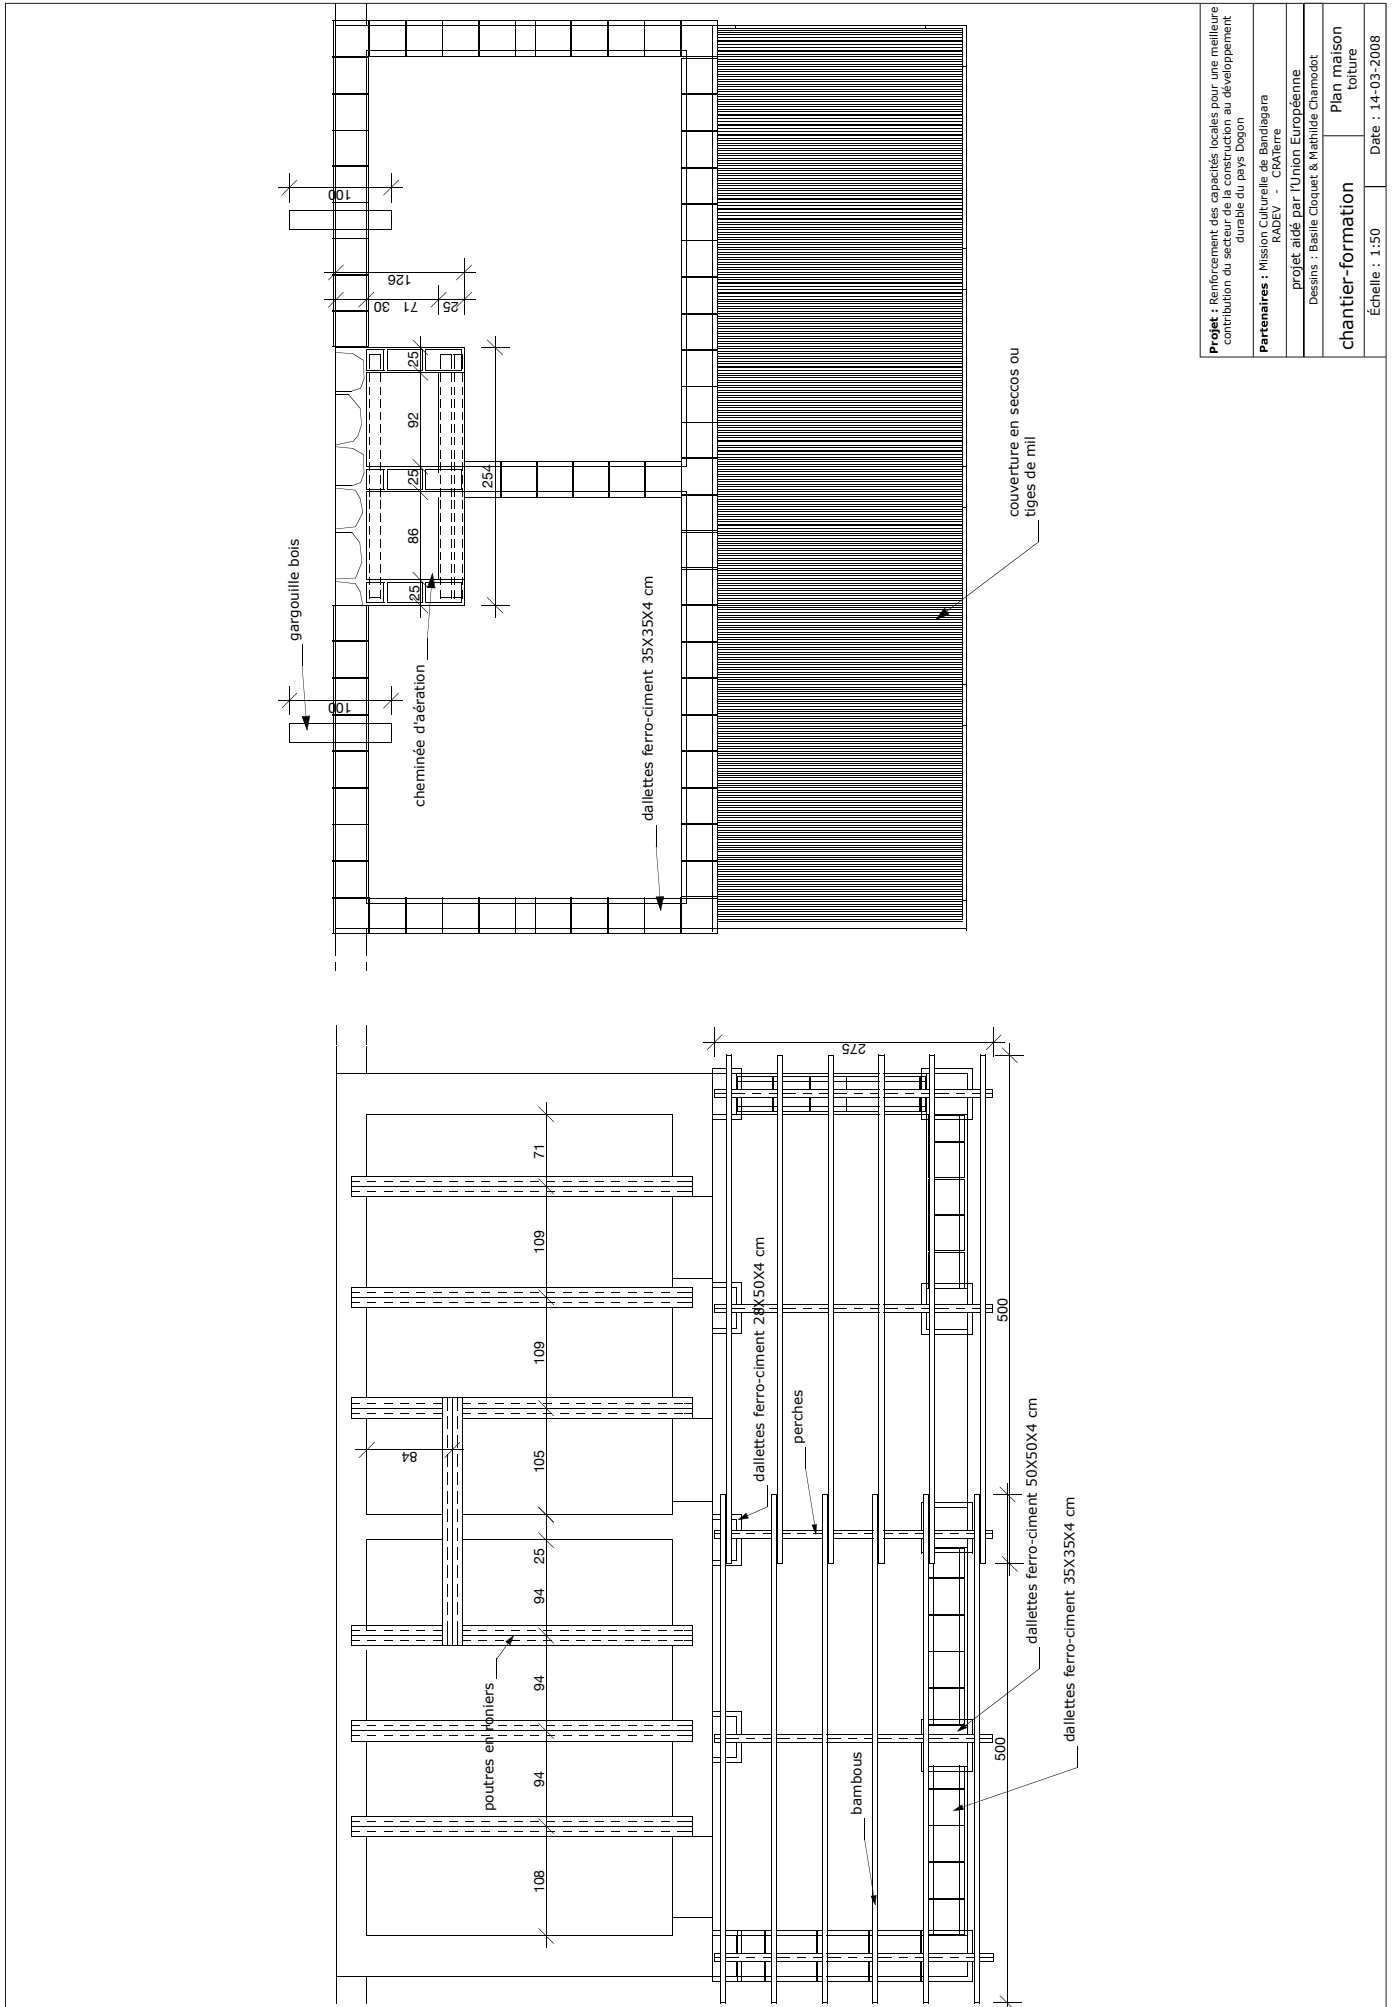 Projet : Renforcement des capacités locales pour une meilleure
contribution du secteur de la construction au développement
durable du pays Dogon
Partenaires : Mission Culturelle de Bandiagara
RADEV - CRATerre
projet aidé par l'Union Européenne
Dessins : Basile Cloquet & Mathilde Chamodot
chantier-formation
Plan maison
toiture
Échelle : 1:50
Date : 14-03-2008
100
100
126
30
71
25
25
92
25
86
25
254
gargouille bois
cheminée d'aération
dallettes ferro-ciment 35X35X4 cm
couverture en seccos ou
tiges de mil
275
71
109
109
105
84
25
94
94
94
108
poutres en roniers
dallettes ferro-ciment 28X50X4 cm
perches
bambous
500
500
dallettes ferro-ciment 50X50X4 cm
dallettes ferro-ciment 35X35X4 cm